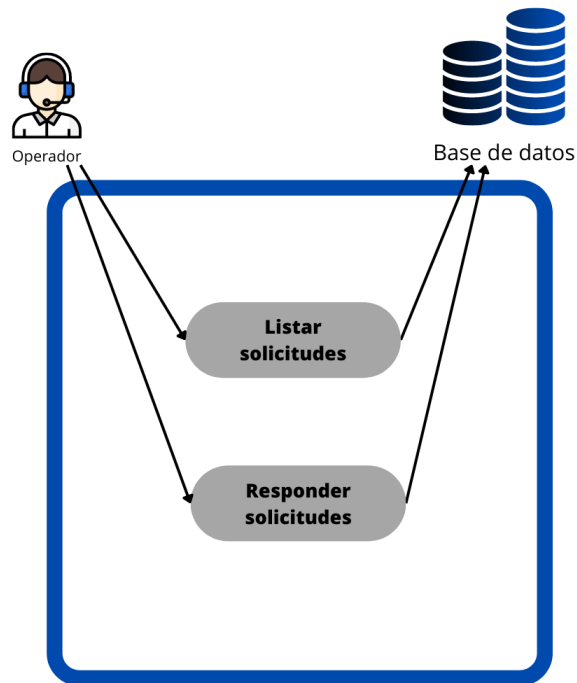 Operador
Base de datos
Listar
solicitudes
Responder
solicitudes